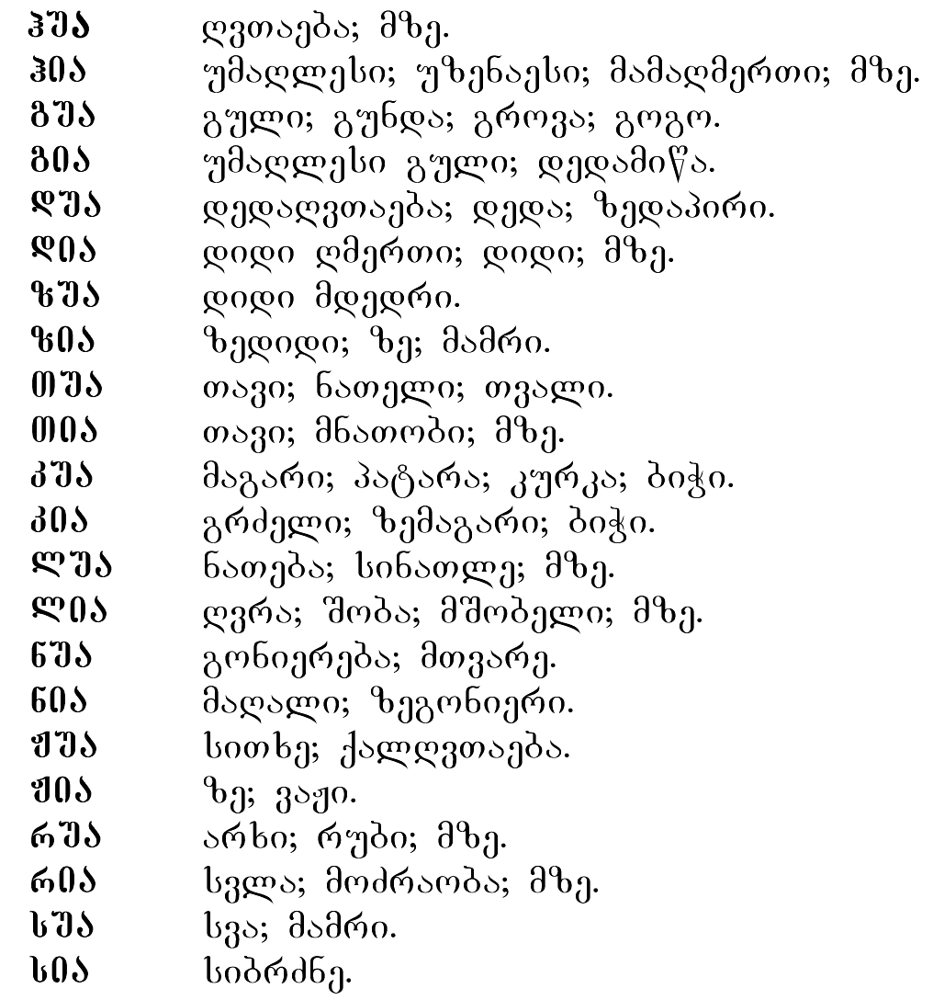 ჰუა ღვთაება; მზე.
ჰია უმაღლესი; უზენაესი; მამაღმერთი; მზე.
გუა გული; გუნდა; გროვა; გოგო.
გია უმაღლესი გული; დედამიწა.
დუა დედაღვთაება; დედა; ზედაპირი.
დია დიდი ღმერთი; დიდი; მზე.
ზუა დიდი მდედრი.
ზია ზედიდი; ზე; მამრი.
თუა თავი; ნათელი; თვალი.
თია თავი; მნათობი; მზე.
კუა მაგარი; პატარა; კურკა; ბიჭი.
კია გრძელი; ზემაგარი; ბიჭი.
ლუა ნათება; სინათლე; მზე.
ლია ღვრა; შობა; მშობელი; მზე.
ნუა გონიერება; მთვარე.
ნია მაღალი; ზეგონიერი.
ჟუა სითხე; ქალღვთაება.
ჟია ზე; ვაჟი.
რუა არხი; რუბი; მზე.
რია სვლა; მოძრაობა; მზე.
სუა სვა; მამრი.
სია სიბრძნე.